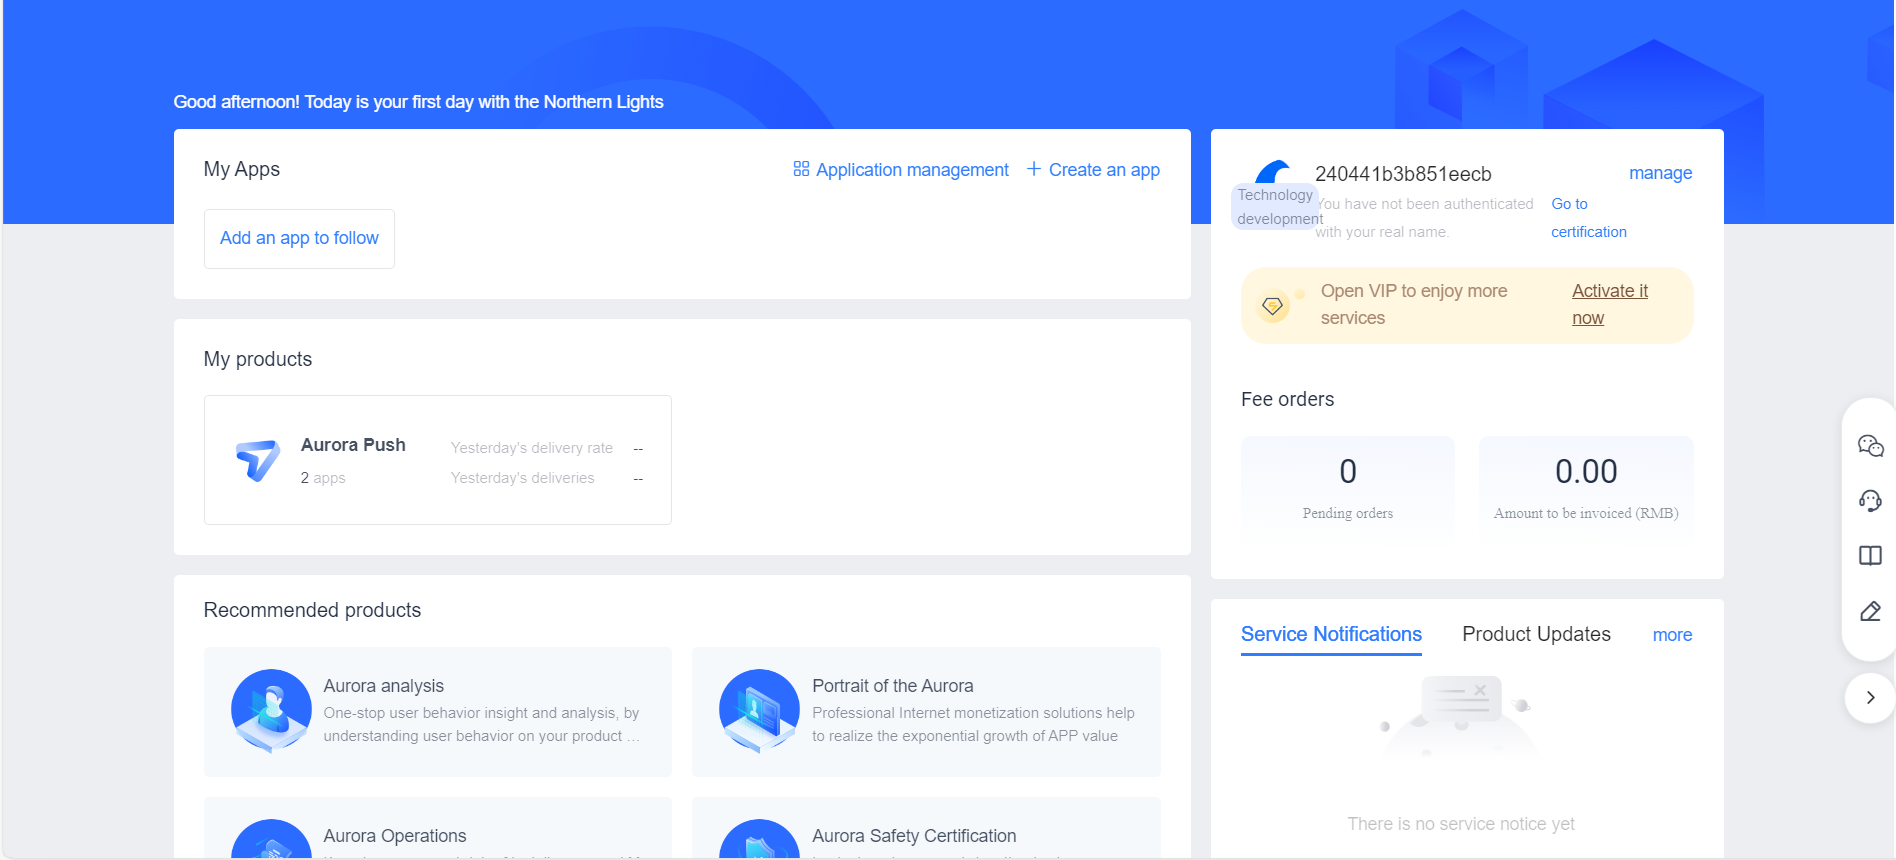 Good afternoon! Today is your first day with the Northern Lights
My Apps
Application management
Create an app
Add an app to follow
My products
Aurora Push
2 apps
Yesterday's delivery rate --
Yesterday's deliveries --
Recommended products
Aurora analysis
One-stop user behavior insight and analysis, by
understanding user behavior on your product ...
Portrait of the Aurora
Professional Internet monetization solutions help
to realize the exponential growth of APP value
Aurora Operations
Aurora Safety Certification
240441b3b851eecb
manage
Technology
development
You have not been authenticated
with your real name.
Go to
certification
Open VIP to enjoy more
services
Activate it
now
Fee orders
0
Pending orders
0.00
Amount to be invoiced (RMB)
Service Notifications
Product Updates
more
There is no service notice yet